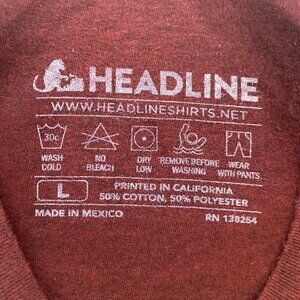 HEADLINE
WWW.HEADLINESHIRTS.NET
30c
WASH COLD
NO BLEACH
DRY LOW
REMOVE BEFORE WASHING
WEAR WITH PANTS
L
PRINTED IN CALIFORNIA
50% COTTON, 50% POLYESTER
MADE IN MEXICO
RN 138254